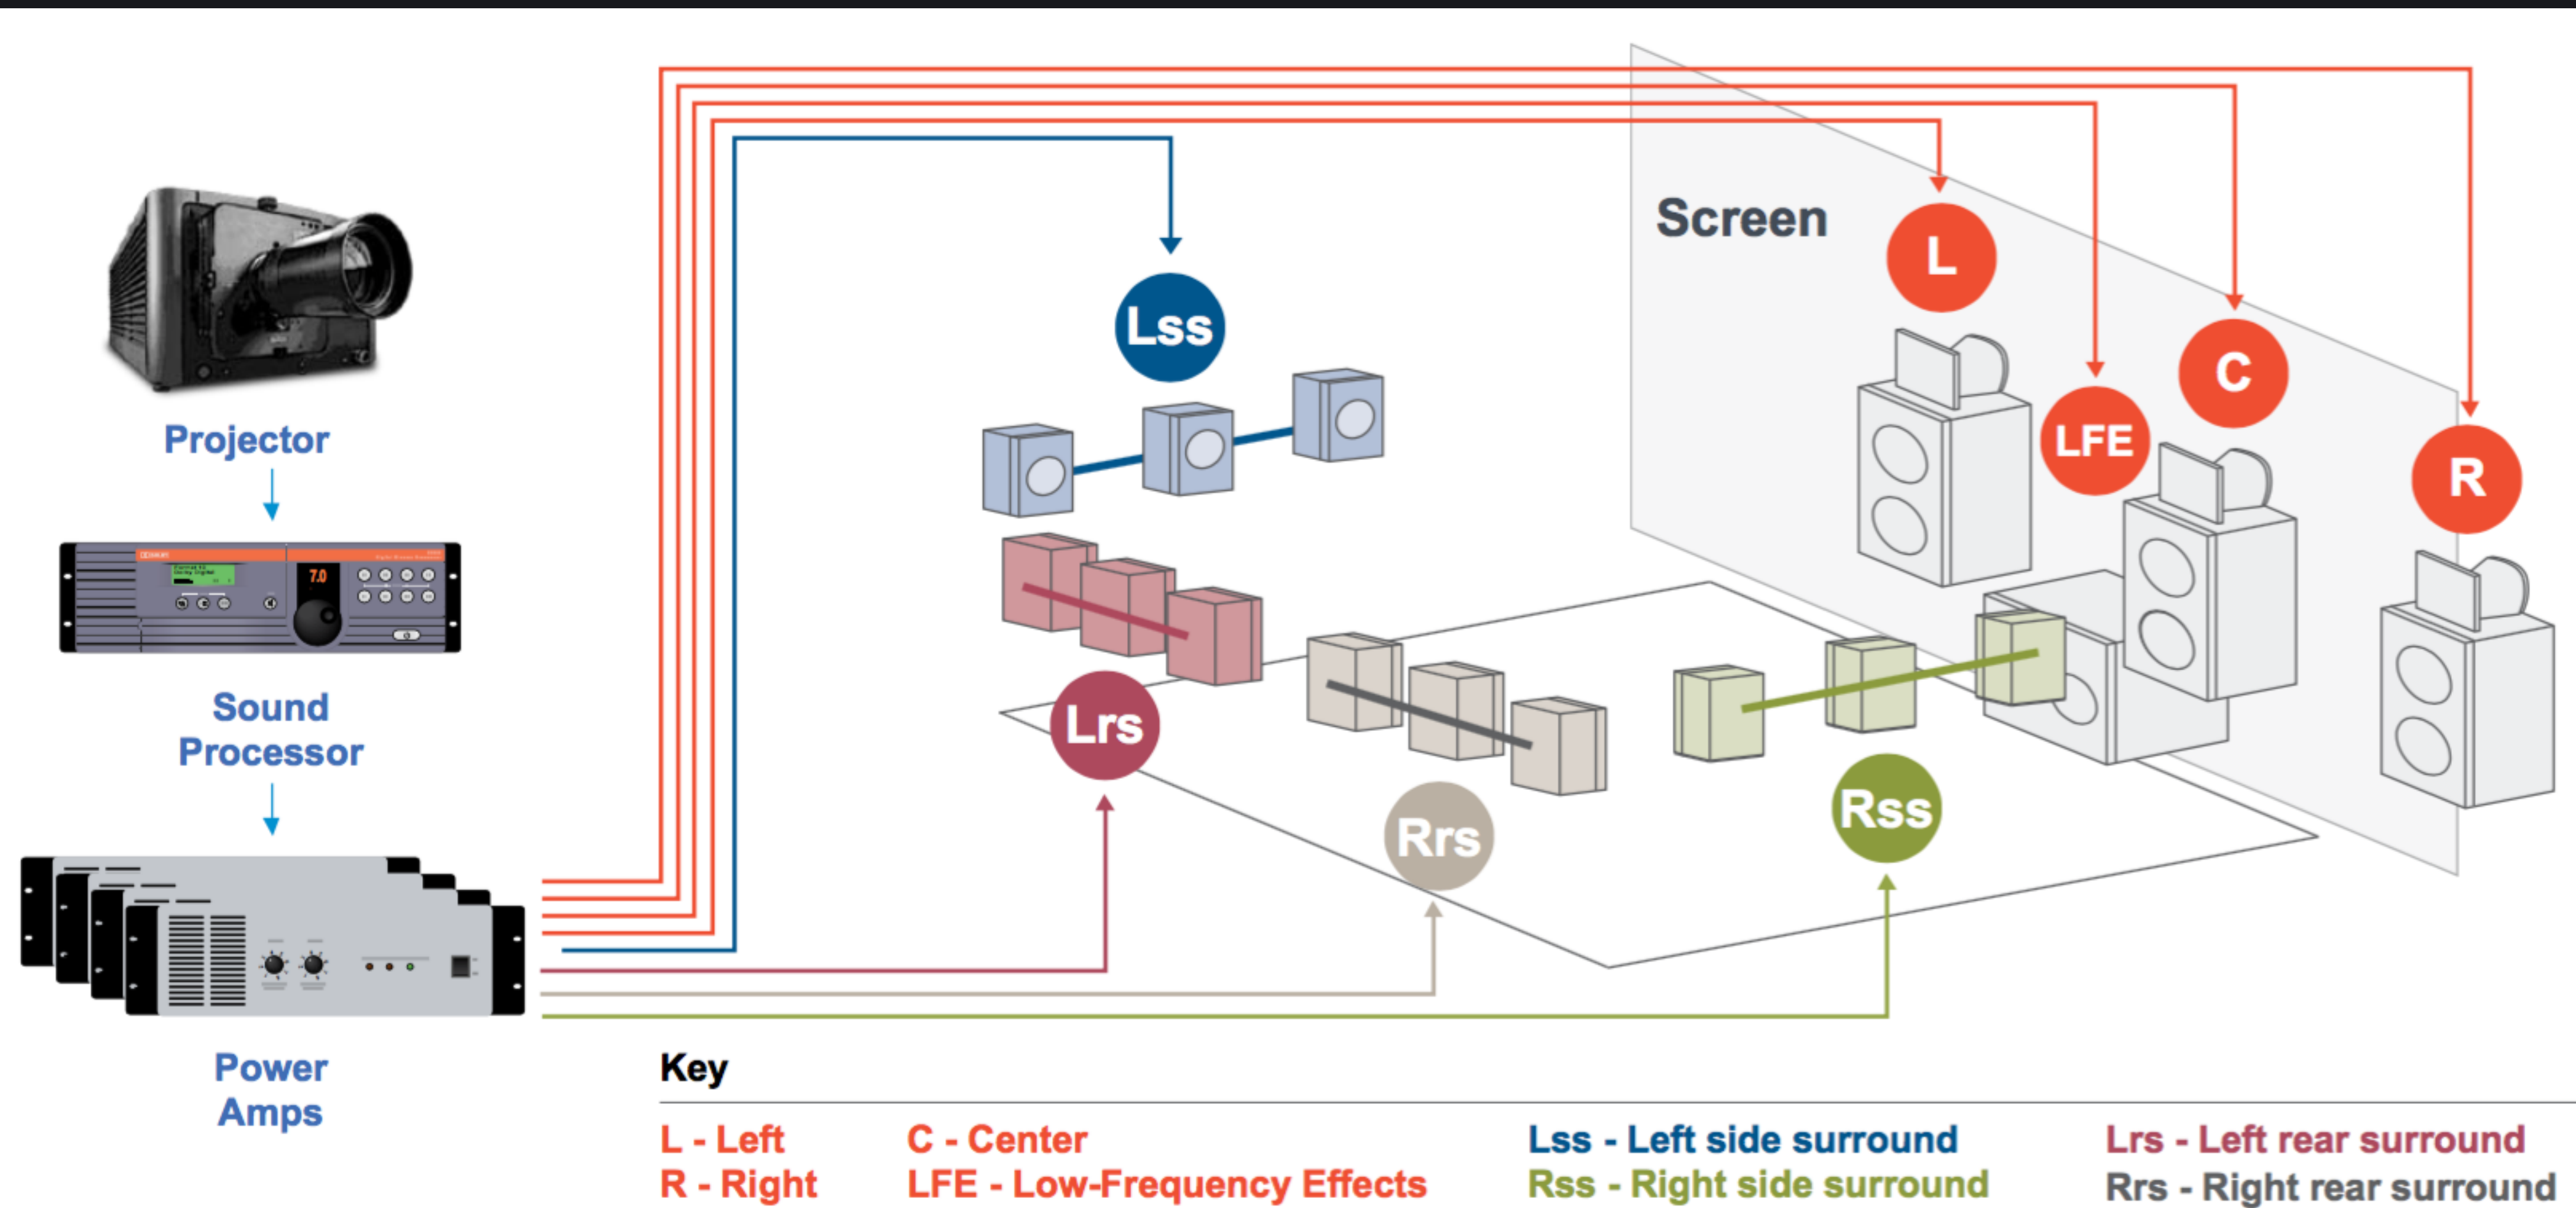 Screen
L
C
LFE
R
Lss
Lrs
Rrs
Rss
Projector
7.0
Sound
Processor
Power
Amps
Key
L - Left
C - Center
Lss - Left side surround
Lrs - Left rear surround
R - Right
LFE - Low-Frequency Effects
Rss - Right side surround
Rrs - Right rear surround